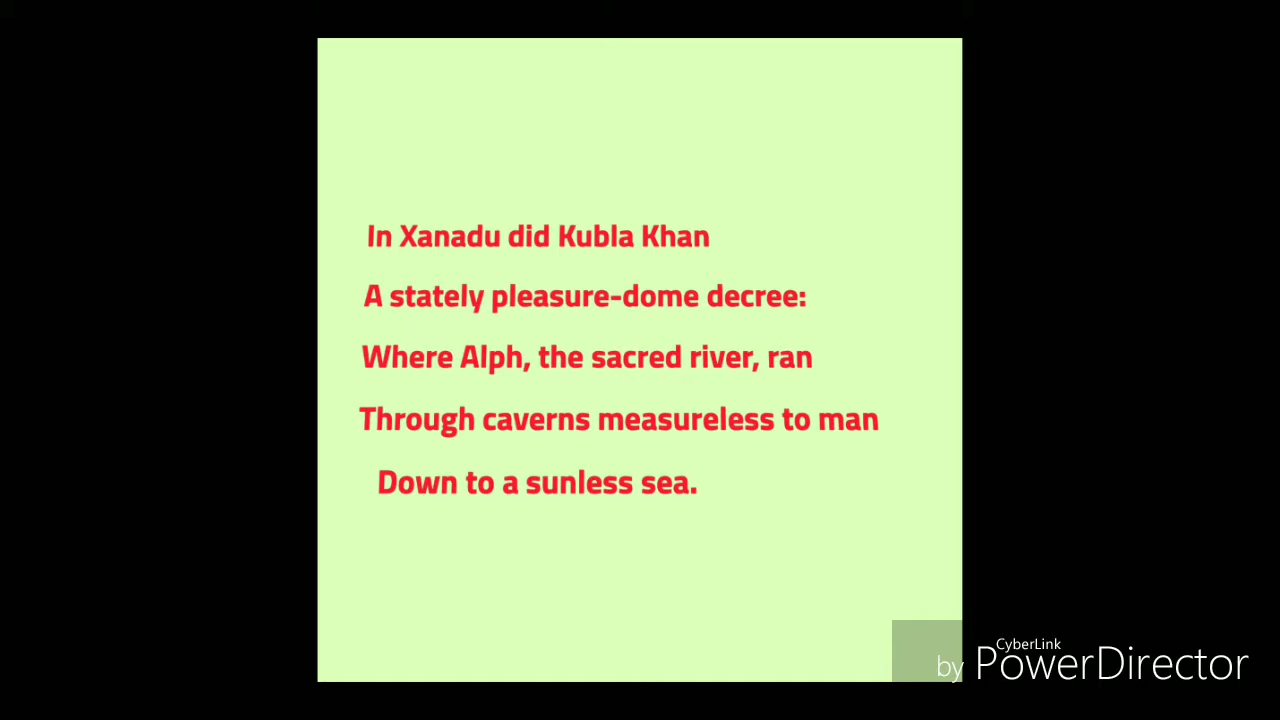 In Xanadu did Kubla Khan
A stately pleasure-dome decree:
Where Alph, the sacred river, ran
Through caverns measureless to man
Down to a sunless sea.
CyberLink
by PowerDirector